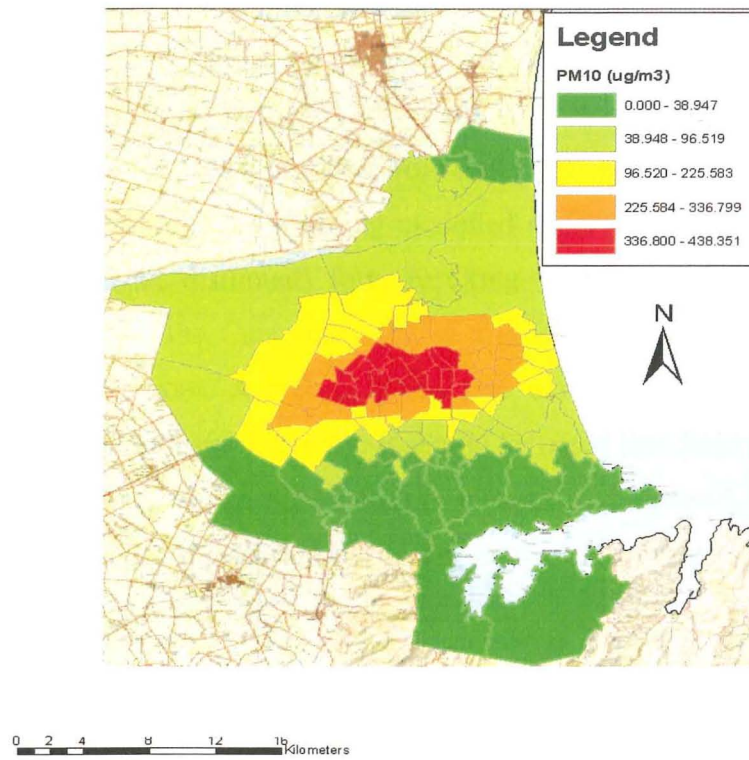 Legend
PM10 (ug/m3)
0.000 - 38.947
38.948 - 96.519
96.520 - 225.583
225.584 - 336.799
336.800 - 438.351
N
0 2 4 8 12 16
Kilometers